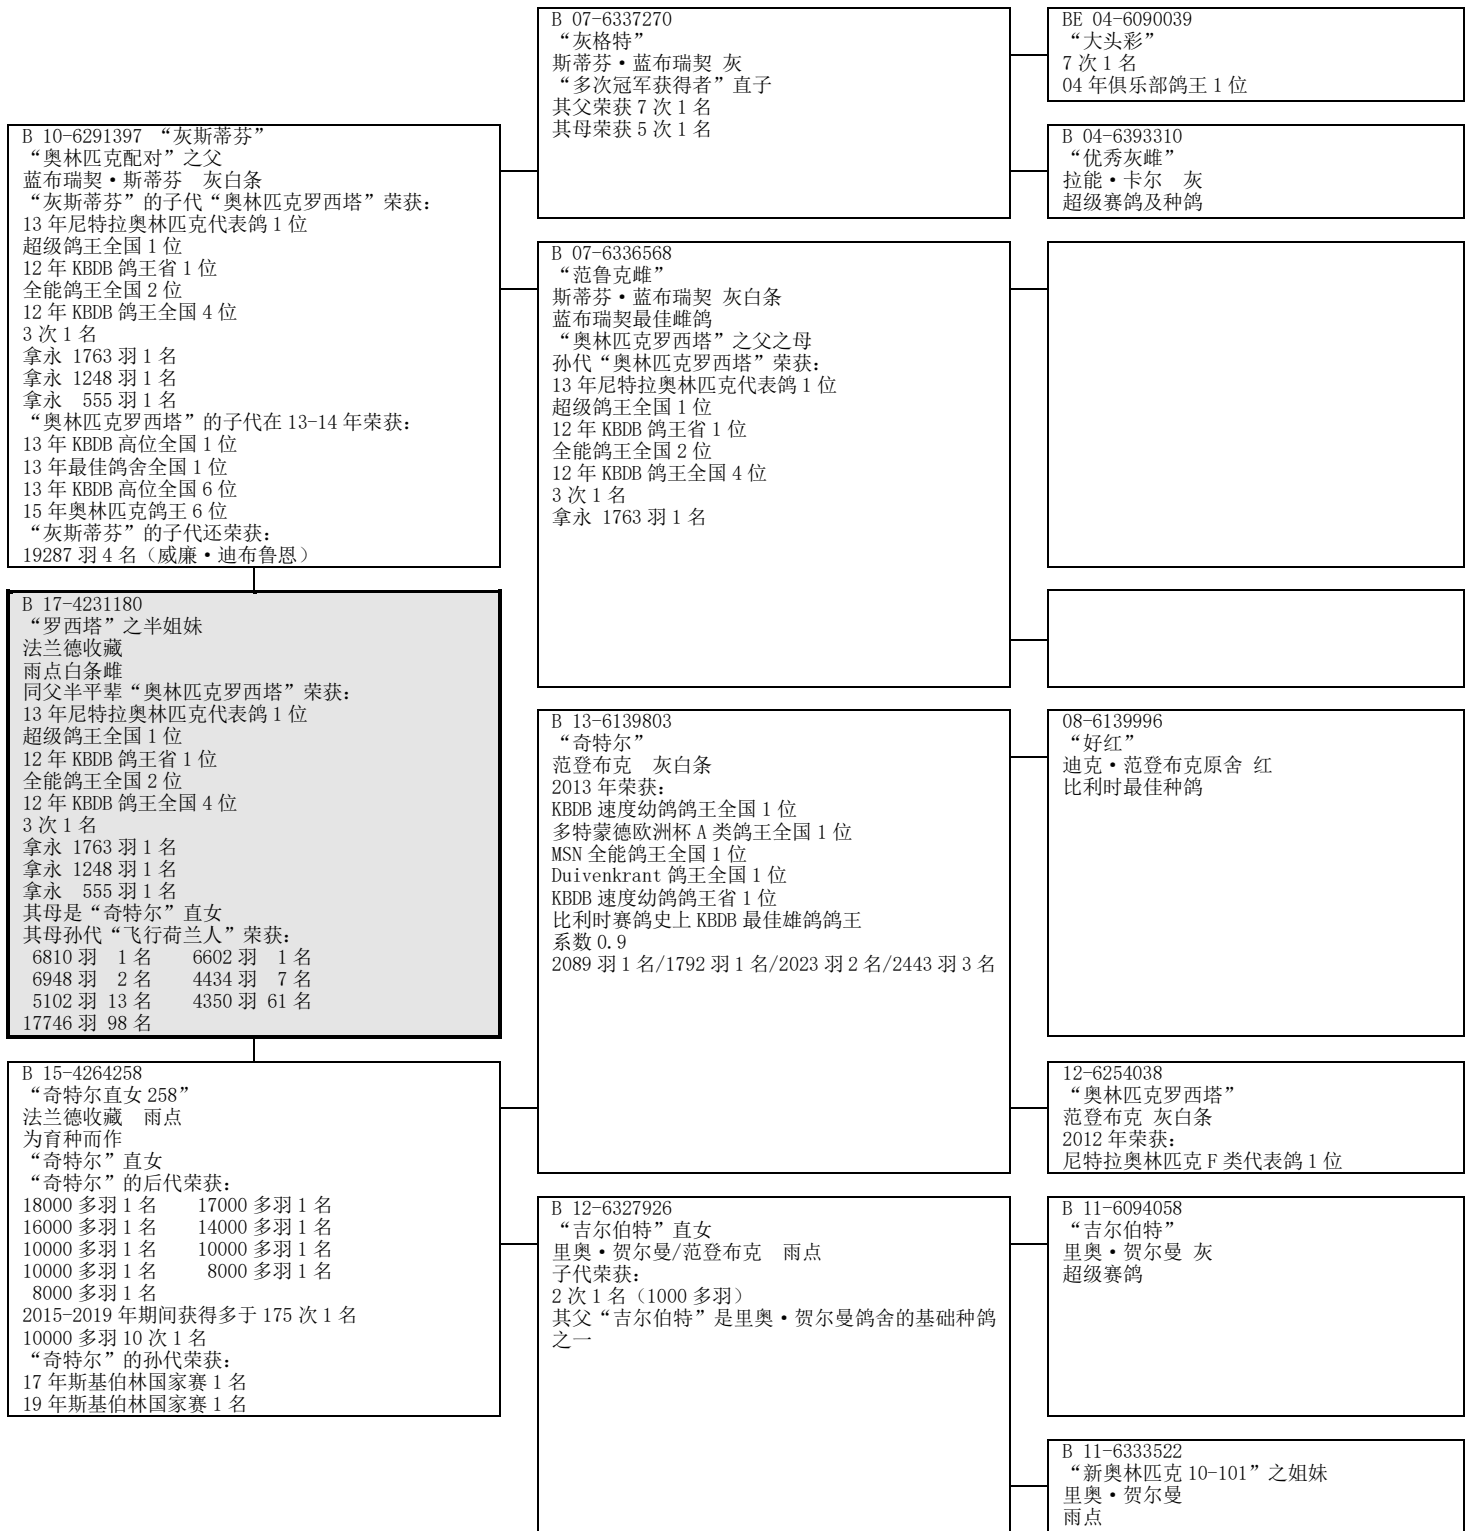 B 10-6291397 “灰斯蒂芬”
“奥林匹克配对”之父
蓝布瑞契•斯蒂芬 灰白条
“灰斯蒂芬”的子代“奥林匹克罗西塔”荣获：
13 年尼特拉奥林匹克代表鸽 1 位
超级鸽王全国 1 位
12 年 KBDB 鸽王省 1 位
全能鸽王全国 2 位
12 年 KBDB 鸽王全国 4 位
3 次 1 名
拿永 1763 羽 1 名
拿永 1248 羽 1 名
拿永 555 羽 1 名
“奥林匹克罗西塔”的子代在 13-14 年荣获：
13 年 KBDB 高位全国 1 位
13 年最佳鸽舍全国 1 位
13 年 KBDB 高位全国 6 位
15 年奥林匹克鸽王 6 位
“灰斯蒂芬”的子代还荣获：
19287 羽 4 名（威廉•迪布鲁恩）
B 17-4231180
“罗西塔”之半姐妹
法兰德收藏
雨点白条雌
同父半平辈“奥林匹克罗西塔”荣获：
13 年尼特拉奥林匹克代表鸽 1 位
超级鸽王全国 1 位
12 年 KBDB 鸽王省 1 位
全能鸽王全国 2 位
12 年 KBDB 鸽王全国 4 位
3 次 1 名
拿永 1763 羽 1 名
拿永 1248 羽 1 名
拿永 555 羽 1 名
其母是“奇特尔”直女
其母孙代“飞行荷兰人”荣获：
6810 羽 1 名 6602 羽 1 名
6948 羽 2 名 4434 羽 7 名
5102 羽 13 名 4350 羽 61 名
17746 羽 98 名
B 15-4264258
“奇特尔直女 258”
法兰德收藏 雨点
为育种而作
“奇特尔”直女
“奇特尔”的后代荣获：
18000 多羽 1 名 17000 多羽 1 名
16000 多羽 1 名 14000 多羽 1 名
10000 多羽 1 名 10000 多羽 1 名
10000 多羽 1 名 8000 多羽 1 名
8000 多羽 1 名
2015-2019 年期间获得多于 175 次 1 名
10000 多羽 10 次 1 名
“奇特尔”的孙代荣获：
17 年斯基伯林国家赛 1 名
19 年斯基伯林国家赛 1 名
B 07-6337270
“灰格特”
斯蒂芬•蓝布瑞契 灰
“多次冠军获得者”直子
其父荣获 7 次 1 名
其母荣获 5 次 1 名
B 07-6336568
“范鲁克雌”
斯蒂芬•蓝布瑞契 灰白条
蓝布瑞契最佳雌鸽
“奥林匹克罗西塔”之父之母
孙代“奥林匹克罗西塔”荣获：
13 年尼特拉奥林匹克代表鸽 1 位
超级鸽王全国 1 位
12 年 KBDB 鸽王省 1 位
全能鸽王全国 2 位
12 年 KBDB 鸽王全国 4 位
3 次 1 名
拿永 1763 羽 1 名
B 13-6139803
“奇特尔”
范登布克 灰白条
2013 年荣获：
KBDB 速度幼鸽鸽王全国 1 位
多特蒙德欧洲杯 A 类鸽王全国 1 位
MSN 全能鸽王全国 1 位
Duivenkrant 鸽王全国 1 位
KBDB 速度幼鸽鸽王省 1 位
比利时赛鸽史上 KBDB 最佳雄鸽鸽王
系数 0.9
2089 羽 1 名/1792 羽 1 名/2023 羽 2 名/2443 羽 3 名
B 12-6327926
“吉尔伯特”直女
里奥•贺尔曼/范登布克 雨点
子代荣获：
2 次 1 名（1000 多羽）
其父“吉尔伯特”是里奥•贺尔曼鸽舍的基础种鸽
之一
BE 04-6090039
“大头彩”
7 次 1 名
04 年俱乐部鸽王 1 位
B 04-6393310
“优秀灰雌”
拉能•卡尔 灰
超级赛鸽及种鸽
08-6139996
“好红”
迪克•范登布克原舍 红
比利时最佳种鸽
12-6254038
“奥林匹克罗西塔”
范登布克 灰白条
2012 年荣获：
尼特拉奥林匹克 F 类代表鸽 1 位
B 11-6094058
“吉尔伯特”
里奥•贺尔曼 灰
超级赛鸽
B 11-6333522
“新奥林匹克 10-101”之姐妹
里奥•贺尔曼
雨点